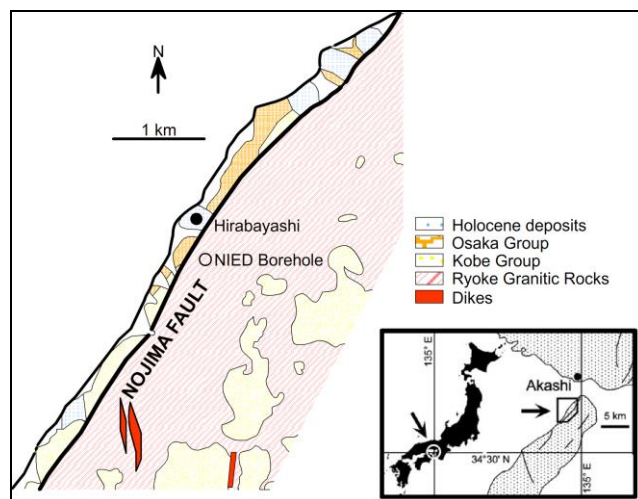 N
1 km
Hirabayashi
NIED Borehole
NOJIMA FAULT
Holocene deposits
Osaka Group
Kobe Group
Ryoke Granitic Rocks
Dikes
135° E
Akashi
5 km
34°30' N
135° E